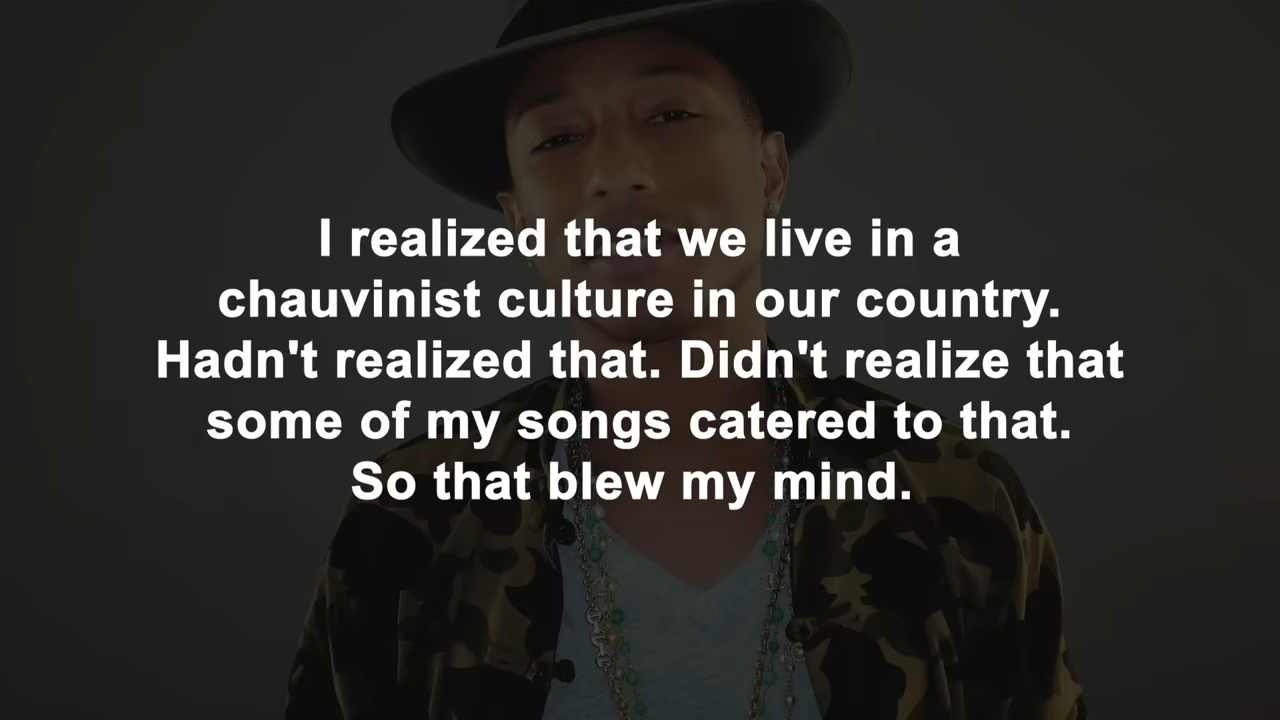 I realized that we live in a
chauvinist culture in our country.
Hadn't realized that. Didn't realize that
some of my songs catered to that.
So that blew my mind.